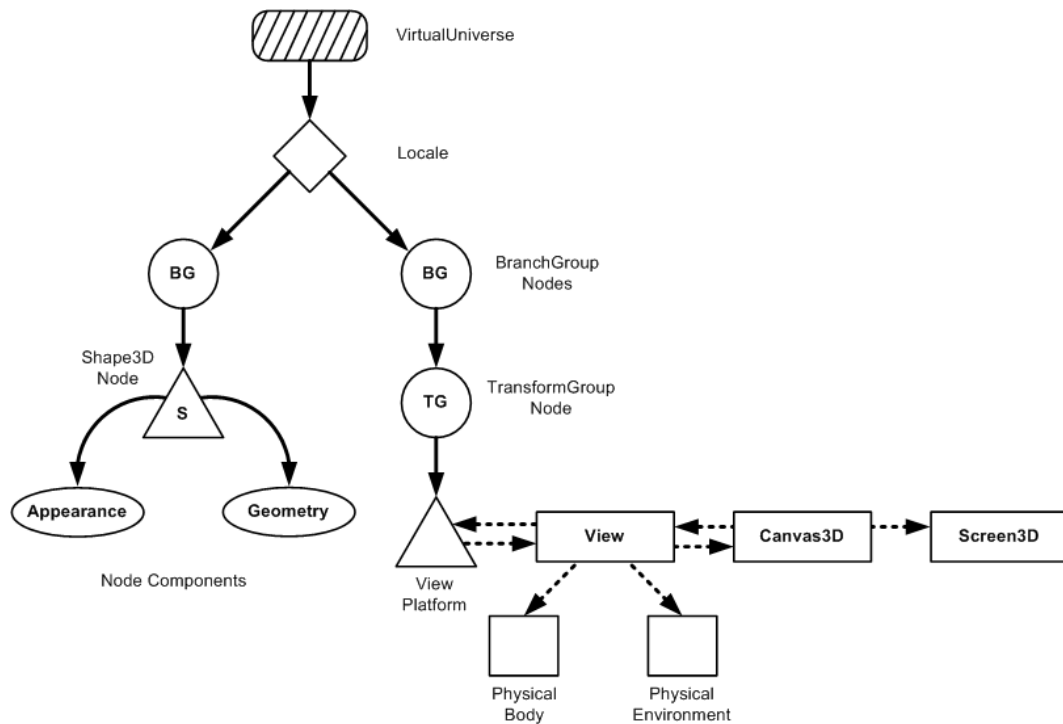 VirtualUniverse
Locale
BG
BG
BranchGroup
Nodes
Shape3D
Node
S
TG
TransformGroup
Node
Appearance
Geometry
Node Components
View
Platform
View
Canvas3D
Screen3D
Physical
Body
Physical
Environment